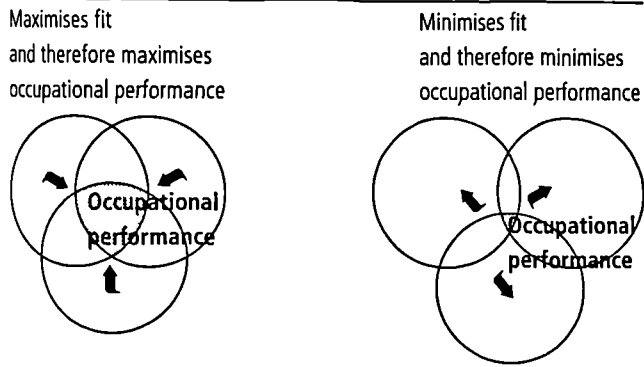 Maximises fit
and therefore maximises
occupational performance
Minimises fit
and therefore minimises
occupational performance
Occupational
performance
Occupational
performance